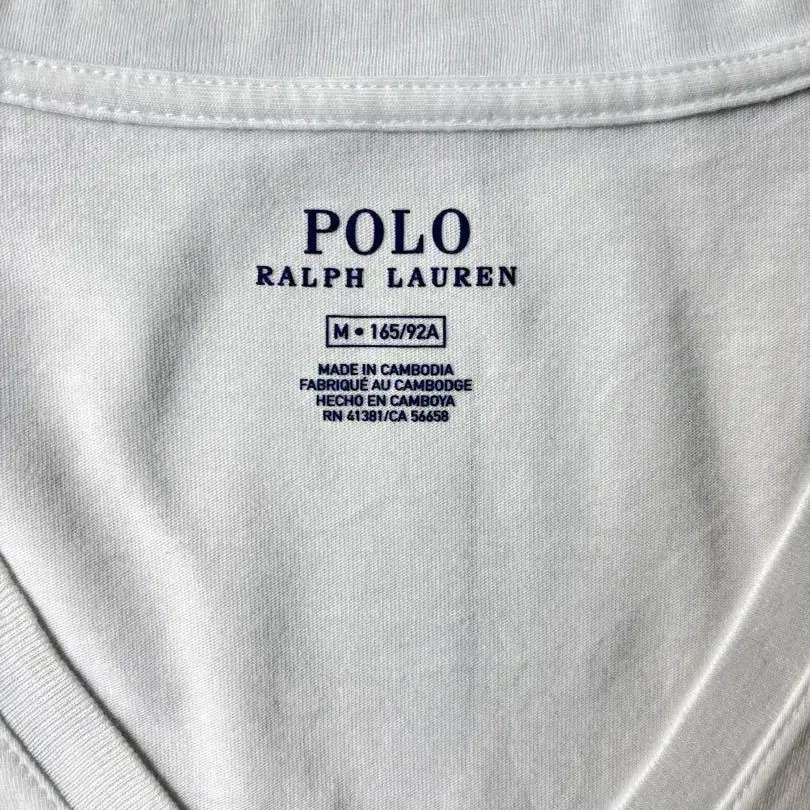 POLO
RALPH LAUREN
M • 165/92A
MADE IN CAMBODIA
FABRIQUÉ AU CAMBODGE
HECHO EN CAMBOYA
RN 41381/CA 56658